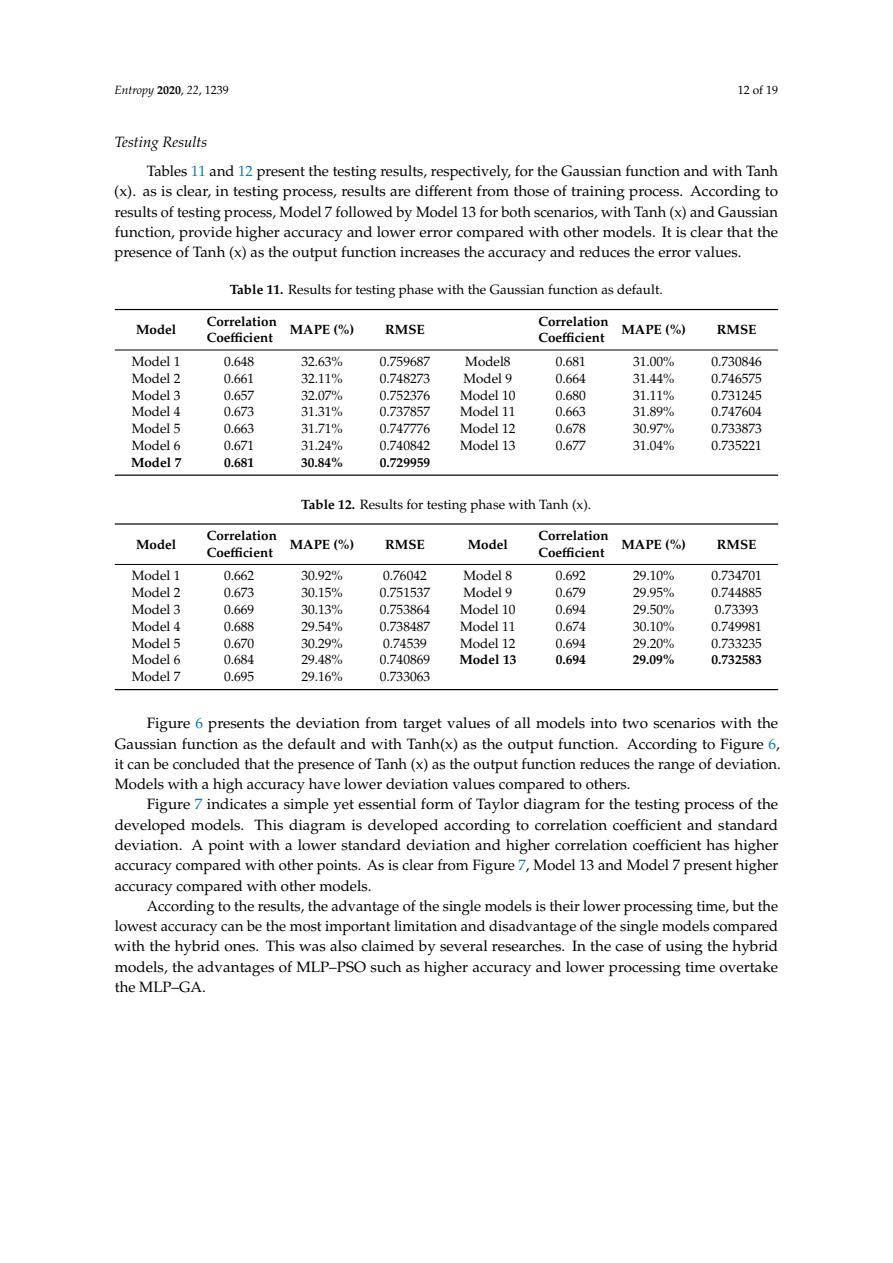 Entropy 2020, 22, 1239 12 of 19
Testing Results
Tables 11 and 12 present the testing results, respectively, for the Gaussian function and with Tanh
(x). as is clear, in testing process, results are different from those of training process. According to
results of testing process, Model 7 followed by Model 13 for both scenarios, with Tanh (x) and Gaussian
function, provide higher accuracy and lower error compared with other models. It is clear that the
presence of Tanh (x) as the output function increases the accuracy and reduces the error values.
Table 11. Results for testing phase with the Gaussian function as default.
Model Correlation Coefficient MAPE (%) RMSE Correlation Coefficient MAPE (%) RMSE
Model 1 0.648 32.63% 0.759687 Model8 0.681 31.00% 0.730846
Model 2 0.661 32.11% 0.748273 Model 9 0.664 31.44% 0.746575
Model 3 0.657 32.07% 0.752376 Model 10 0.680 31.11% 0.731245
Model 4 0.673 31.31% 0.737857 Model 11 0.663 31.89% 0.747604
Model 5 0.663 31.71% 0.747776 Model 12 0.678 30.97% 0.733873
Model 6 0.671 31.24% 0.740842 Model 13 0.677 31.04% 0.735221
Model 7 0.681 30.84% 0.729959
Table 12. Results for testing phase with Tanh (x).
Model Correlation Coefficient MAPE (%) RMSE Model Correlation Coefficient MAPE (%) RMSE
Model 1 0.662 30.92% 0.76042 Model 8 0.692 29.10% 0.734701
Model 2 0.673 30.15% 0.751537 Model 9 0.679 29.95% 0.744885
Model 3 0.669 30.13% 0.753864 Model 10 0.694 29.50% 0.73393
Model 4 0.688 29.54% 0.738487 Model 11 0.674 30.10% 0.749981
Model 5 0.670 30.29% 0.74539 Model 12 0.694 29.20% 0.733235
Model 6 0.684 29.48% 0.740869 Model 13 0.694 29.09% 0.732583
Model 7 0.695 29.16% 0.733063
Figure 6 presents the deviation from target values of all models into two scenarios with the
Gaussian function as the default and with Tanh(x) as the output function. According to Figure 6,
it can be concluded that the presence of Tanh (x) as the output function reduces the range of deviation.
Models with a high accuracy have lower deviation values compared to others.
Figure 7 indicates a simple yet essential form of Taylor diagram for the testing process of the
developed models. This diagram is developed according to correlation coefficient and standard
deviation. A point with a lower standard deviation and higher correlation coefficient has higher
accuracy compared with other points. As is clear from Figure 7, Model 13 and Model 7 present higher
accuracy compared with other models.
According to the results, the advantage of the single models is their lower processing time, but the
lowest accuracy can be the most important limitation and disadvantage of the single models compared
with the hybrid ones. This was also claimed by several researches. In the case of using the hybrid
models, the advantages of MLP–PSO such as higher accuracy and lower processing time overtake
the MLP–GA.